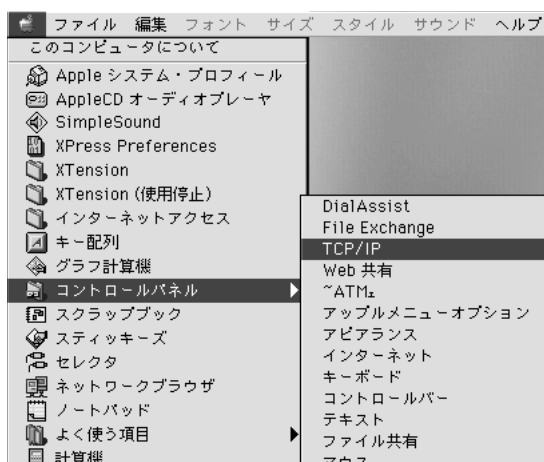 ファイル 編集 フォント サイズ スタイル サウンド ヘルプ
このコンピュータについて
Apple システム・プロフィール
AppleCD オーディオプレーヤ
SimpleSound
XPress Preferences
XTension
XTension (使用停止)
インターネットアクセス
キー配列
グラフ計算機
コントロールパネル
スクラップブック
スティッキーズ
セレクタ
ネットワークブラウザ
ノートパッド
よく使う項目
計算機
DialAssist
File Exchange
TCP/IP
Web 共有
~ATM
アップルメニューオプション
アピアランス
インターネット
キーボード
コントロールバー
テキスト
ファイル共有
マウス